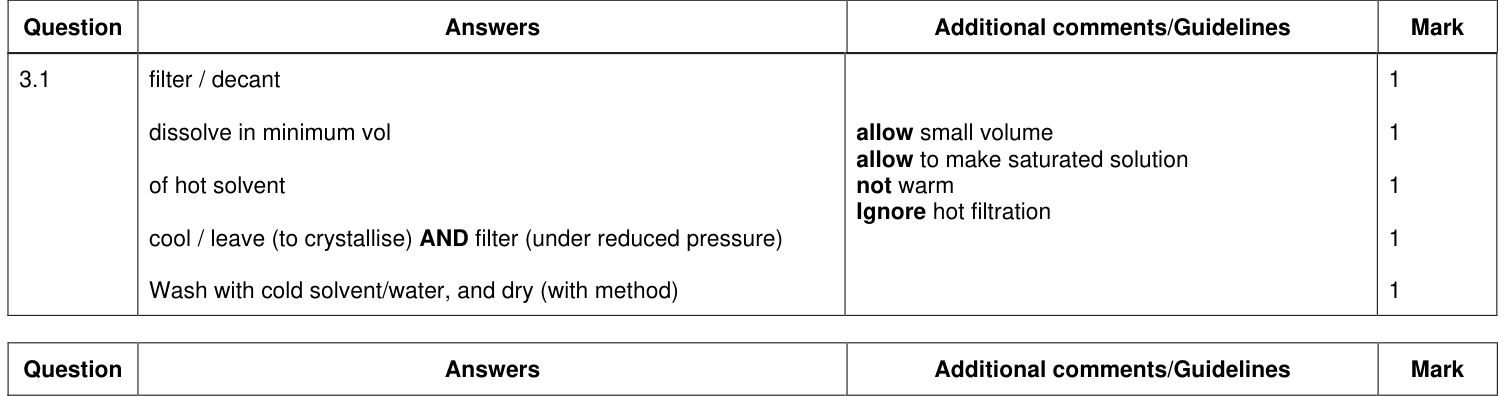 Question Answers Additional comments/Guidelines Mark
3.1 filter / decant 1
dissolve in minimum vol allow small volume 1
allow to make saturated solution
of hot solvent not warm 1
Ignore hot filtration
cool / leave (to crystallise) AND filter (under reduced pressure) 1
Wash with cold solvent/water, and dry (with method) 1
Question Answers Additional comments/Guidelines Mark